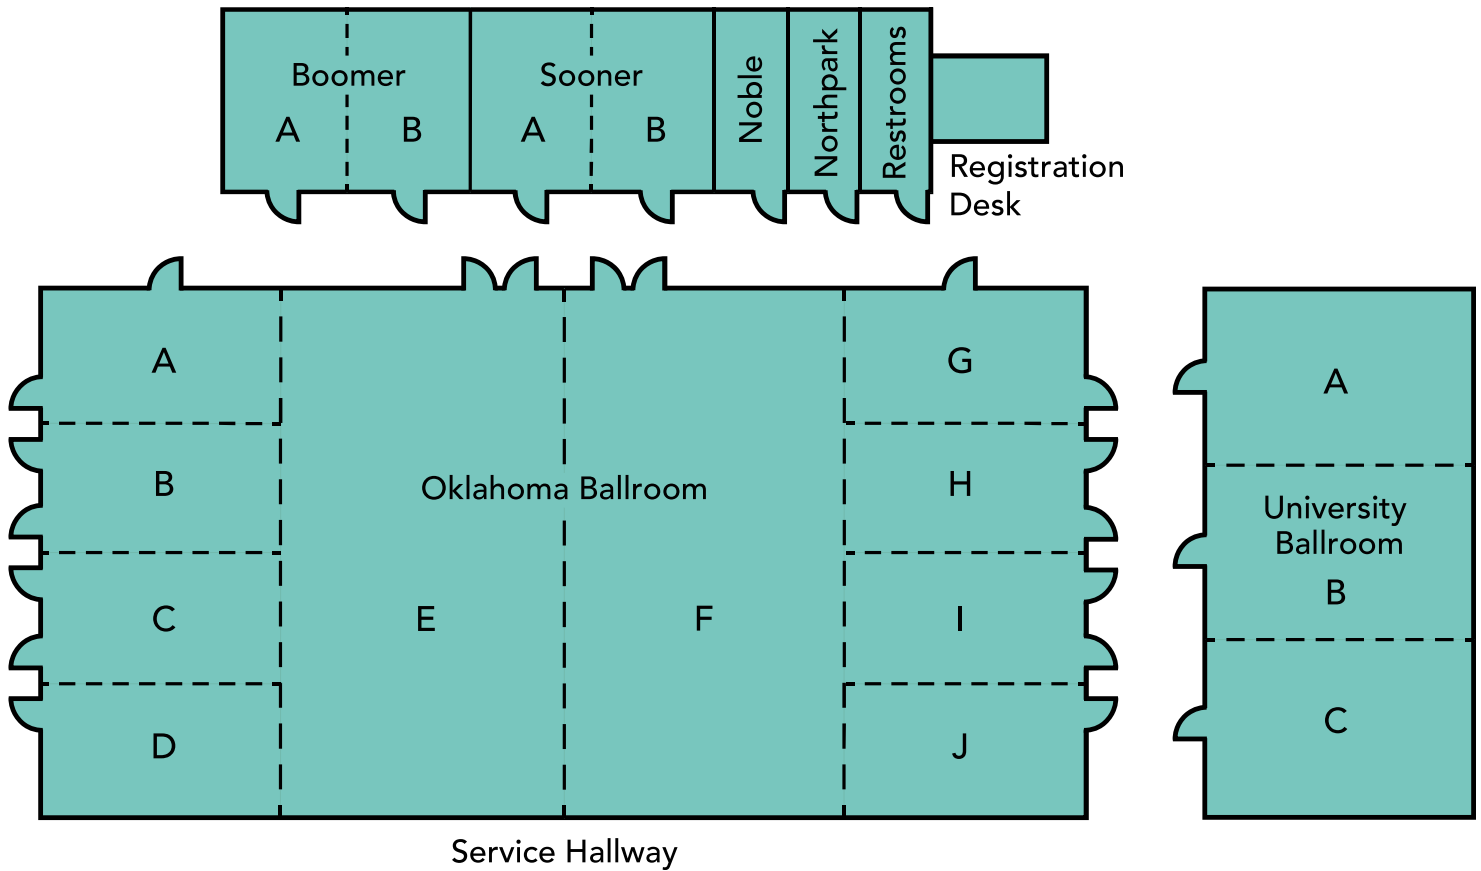 Boomer
A
B
Sooner
A
B
Noble
Northpark
Restrooms
Registration
Desk
A
B
C
D
Oklahoma Ballroom
E
F
G
H
I
J
A
University
Ballroom
B
C
Service Hallway